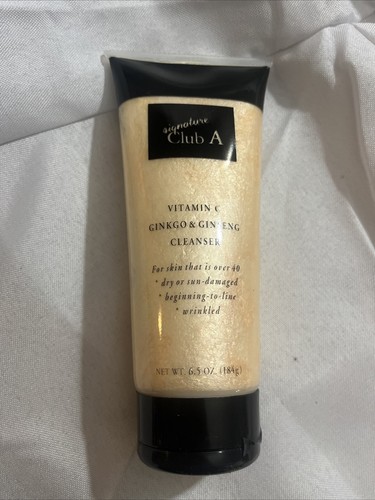 signature
Club A
VITAMIN C
GINKGO & GINSENG
CLEANSER
For skin that is over 40
* dry or sun-damaged
* beginning-to-line
* wrinkled
NET WT. 6.5 OZ. (184g)